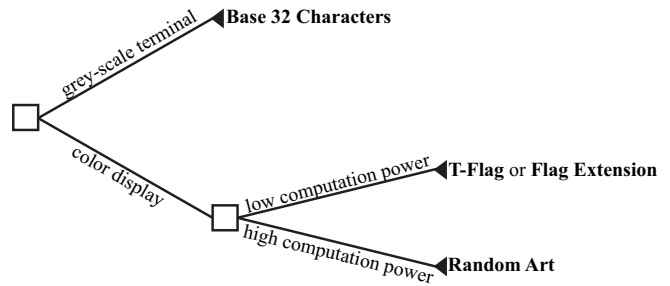 Base 32 Characters
grey-scale terminal
color display
low computation power
T-Flag or Flag Extension
high computation power
Random Art